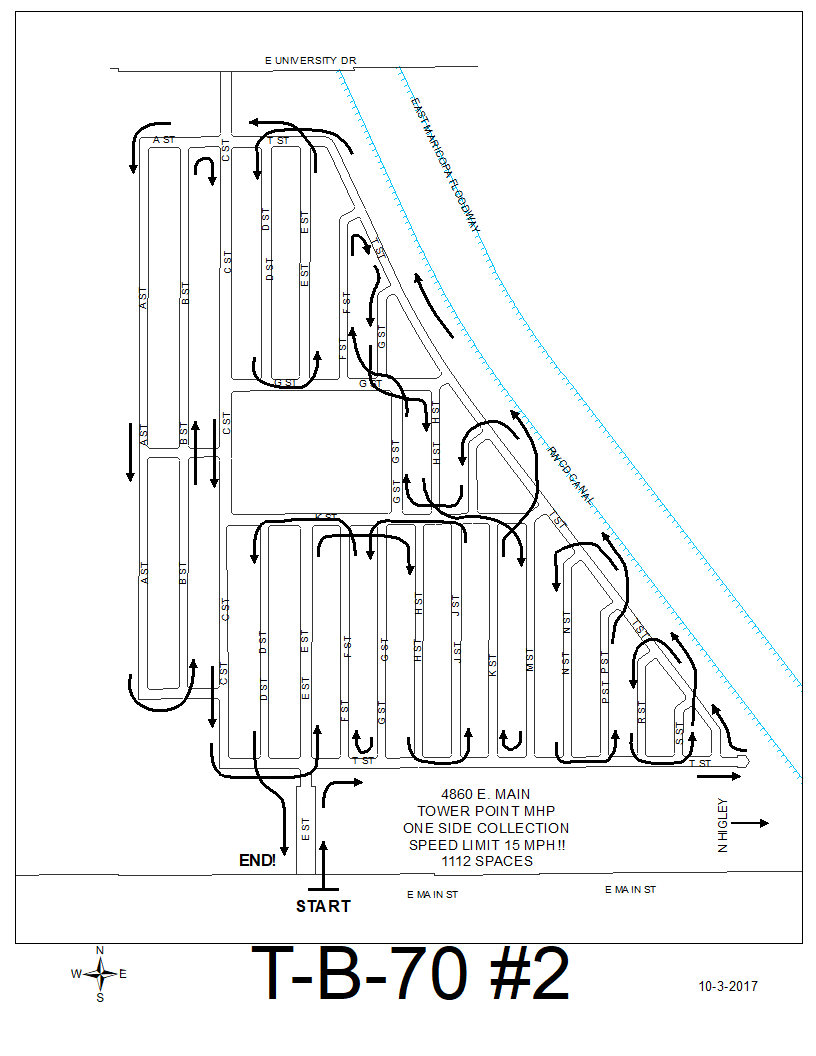 E UNIVERSITY DR
EAST MARICOPA FLOODWAY
A ST
C ST
T ST
D ST
E ST
C ST
D ST
E ST
T ST
A ST
B ST
F ST
G ST
F ST
G ST
G ST
H ST
C ST
A ST
B ST
G ST
H ST
RWCD CANAL
G ST
K ST
T ST
A ST
B ST
C ST
H ST
J ST
N ST
T ST
D ST
E ST
F ST
G ST
H ST
J ST
K ST
M ST
N ST
P ST
P ST
C ST
D ST
E ST
F ST
G ST
R ST
S ST
T ST
T ST
E ST
4860 E. MAIN
TOWER POINT MHP
ONE SIDE COLLECTION
SPEED LIMIT 15 MPH!!
1112 SPACES
N HIGLEY
END!
START
E MAIN ST
E MAIN ST
N
W E
S
T-B-70 #2
10-3-2017